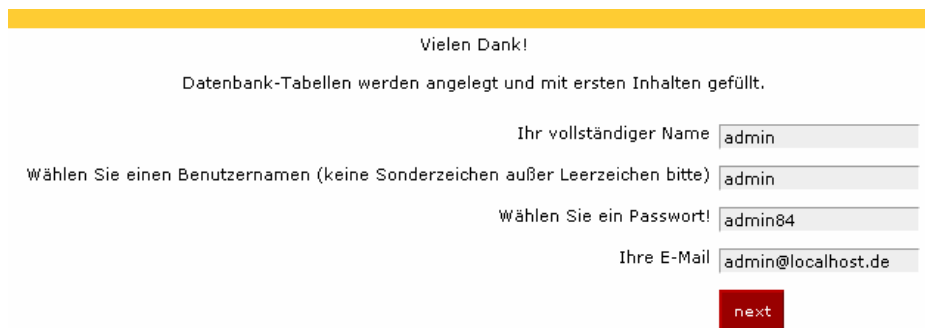 Vielen Dank!
Datenbank-Tabellen werden angelegt und mit ersten Inhalten gefüllt.
Ihr vollständiger Name admin
Wählen Sie einen Benutzernamen (keine Sonderzeichen außer Leerzeichen bitte) admin
Wählen Sie ein Passwort! admin84
Ihre E-Mail admin@localhost.de
next